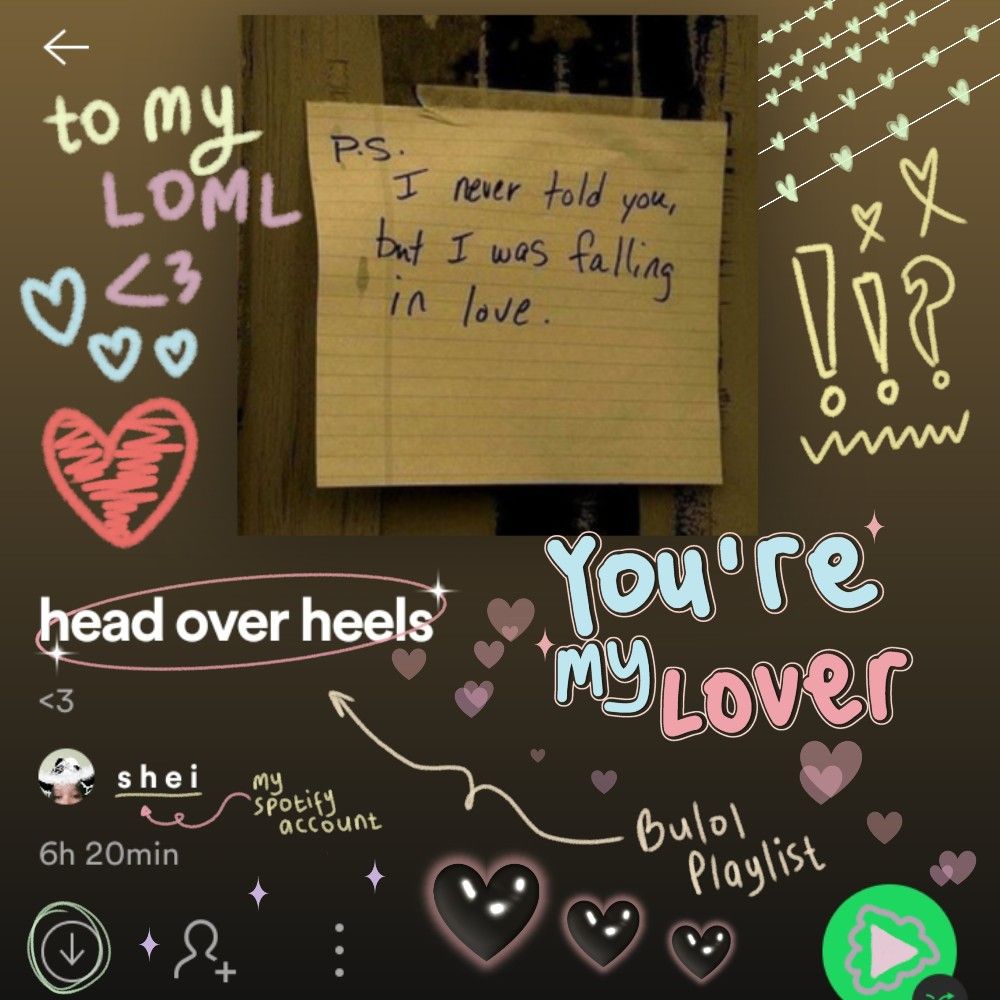 to my
LOML
<3
P.S.
I never told you,
but I was falling
in love.
!!?
You're
my Lover
head over heels
<3
shei
my
spotify
account
6h 20min
Bulol
Playlist